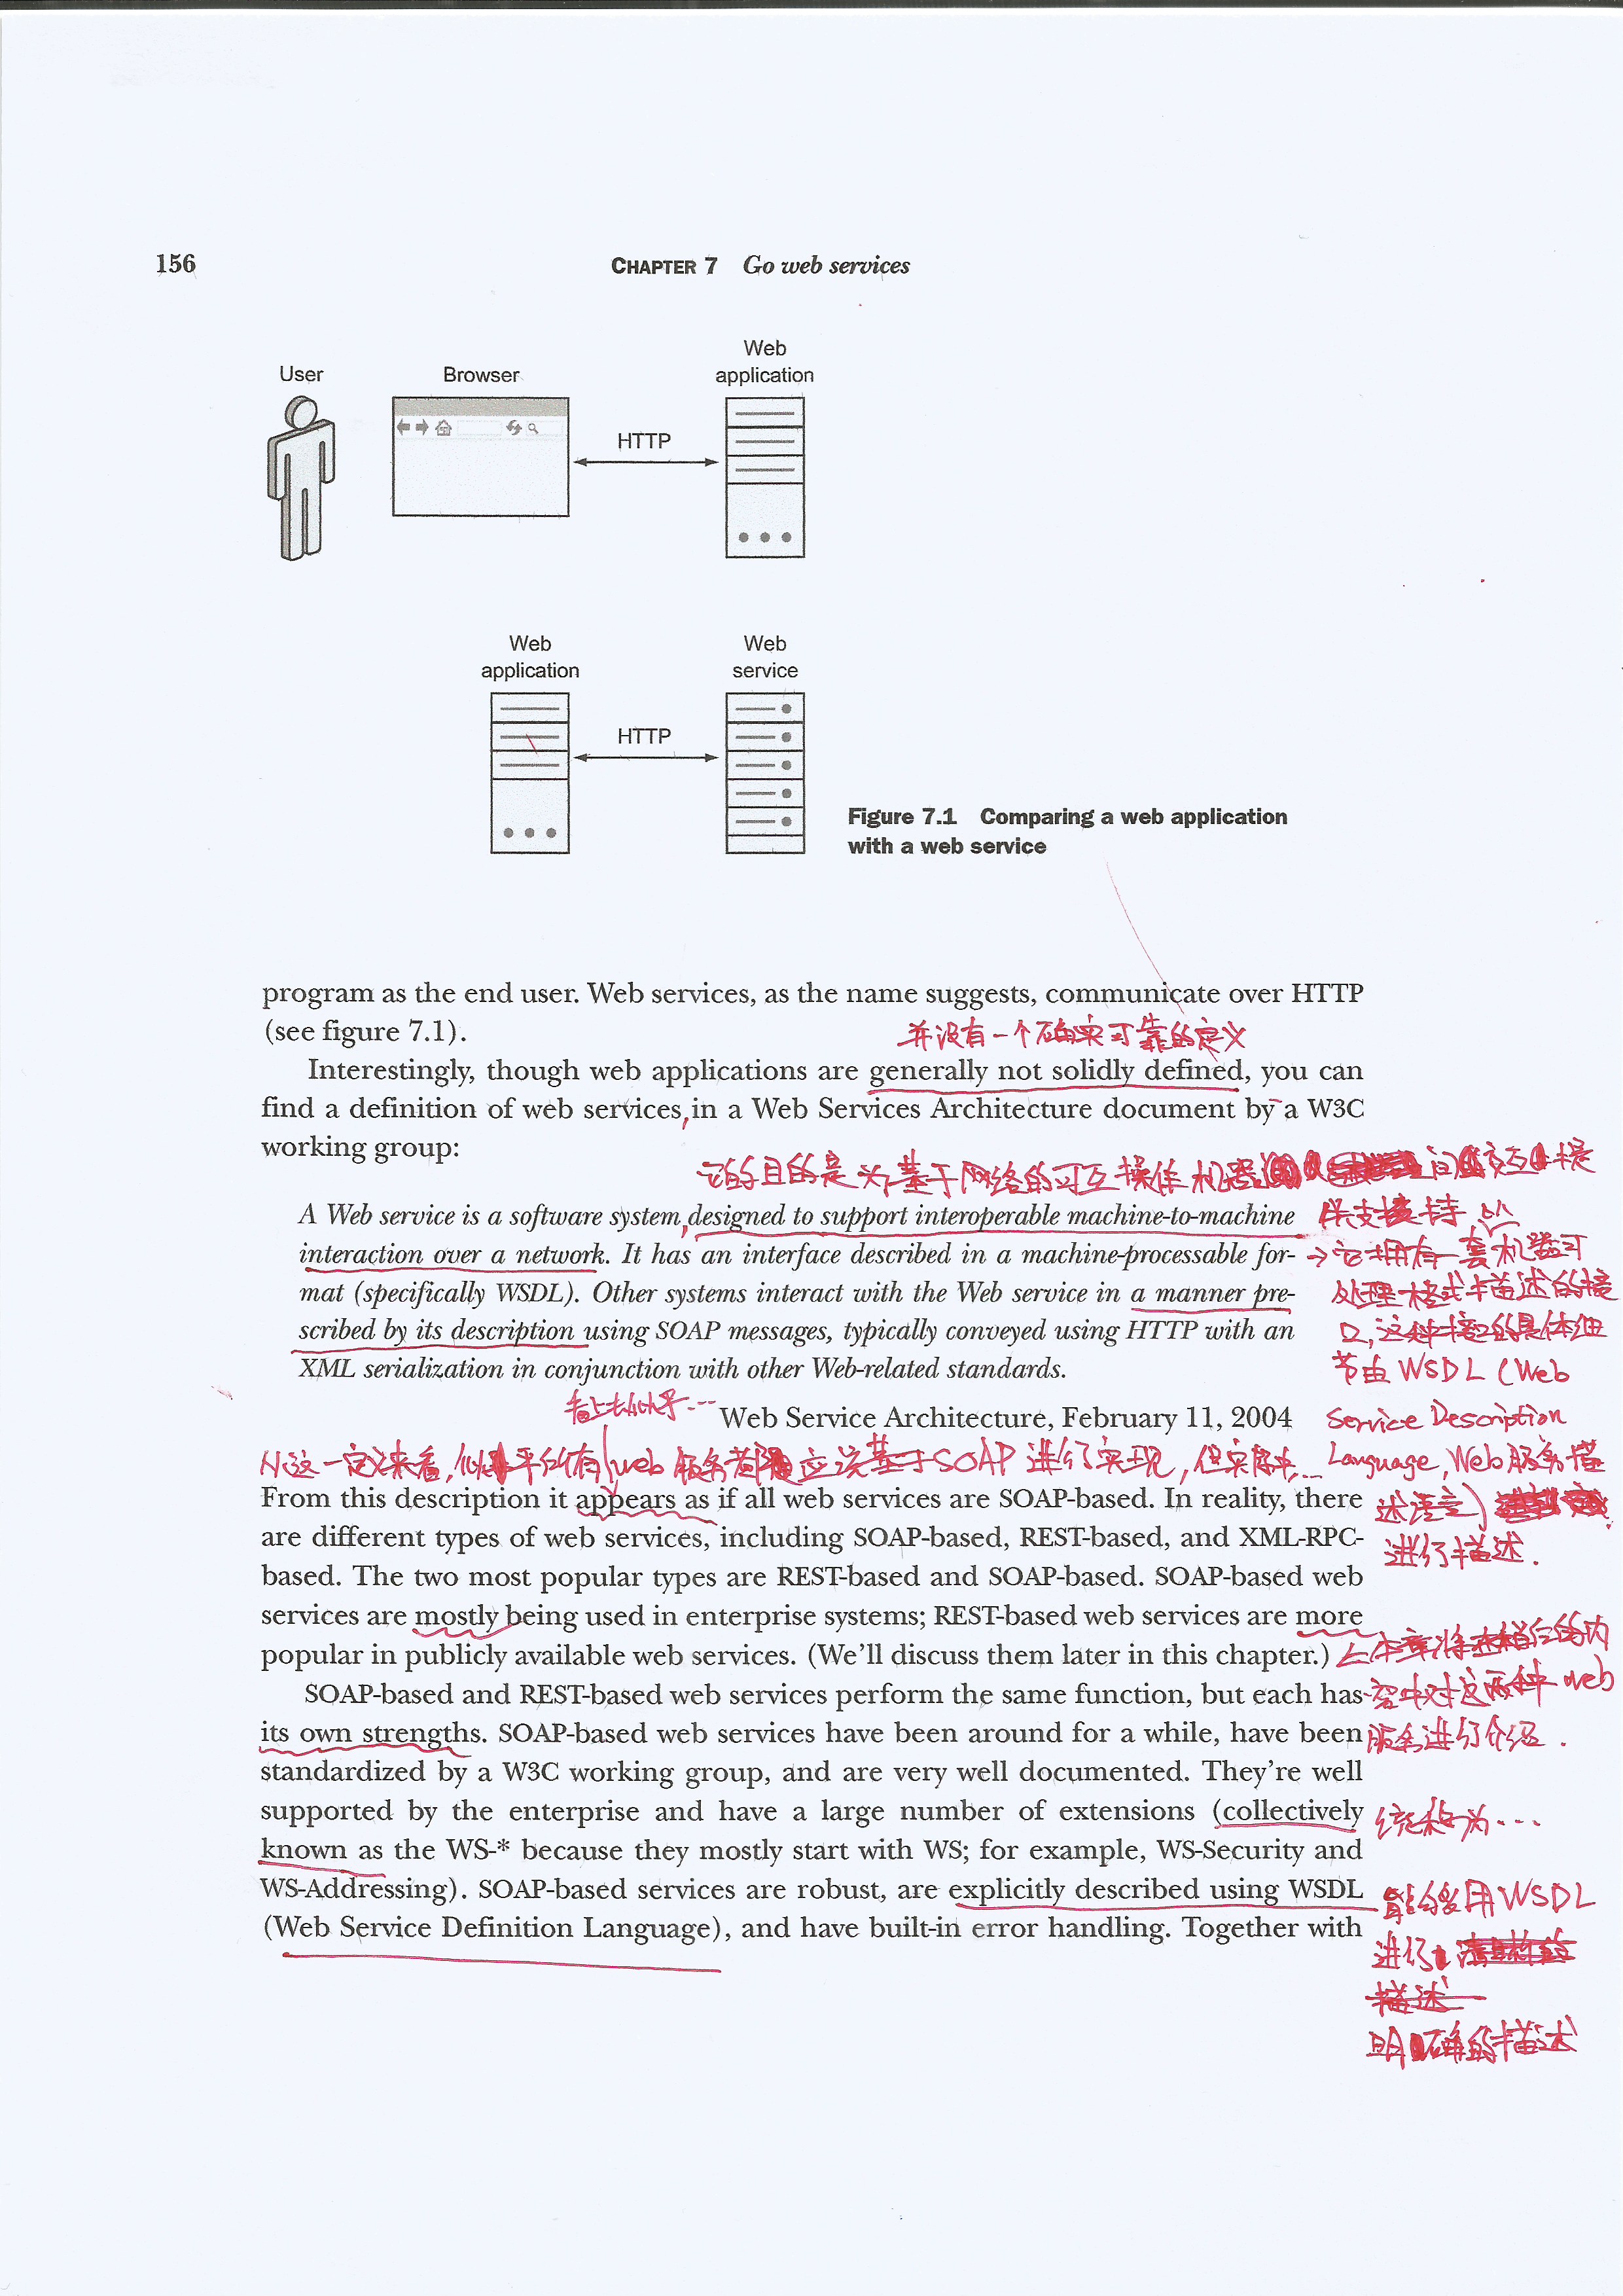 156
CHAPTER 7 Go web services
User
Browser
Web
application
HTTP
Web
application
Web
service
HTTP
Figure 7.1 Comparing a web application
with a web service
program as the end user. Web services, as the name suggests, communicate over HTTP
(see figure 7.1).
并没有一个确实可靠的定义
Interestingly, though web applications are generally not solidly defined, you can
find a definition of web services, in a Web Services Architecture document by a W3C
working group:
它的目的是为基于网络的可互操作机器间交互提
供支持
A Web service is a software system, designed to support interoperable machine-to-machine
interaction over a network. It has an interface described in a machine-processable for-
mat (specifically WSDL). Other systems interact with the Web service in a manner pre-
scribed by its description using SOAP messages, typically conveyed using HTTP with an
XML serialization in conjunction with other Web-related standards.
→它拥有一套以机器可
处理格式描述的接
口,这种接口的具体细
节由WSDL (Web
Service Description
Language, Web服务描
述语言)
进行描述.
看上去似乎...
Web Service Architecture, February 11, 2004
从这一定义来看,似乎所有web服务都应该基于SOAP进行实现,但实际上...
From this description it appears as if all web services are SOAP-based. In reality, there
are different types of web services, including SOAP-based, REST-based, and XML-RPC-
based. The two most popular types are REST-based and SOAP-based. SOAP-based web
services are mostly being used in enterprise systems; REST-based web services are more
popular in publicly available web services. (We'll discuss them later in this chapter.)
本章将在稍后的内
容中对这两种web
服务进行介绍.
SOAP-based and REST-based web services perform the same function, but each has
its own strengths. SOAP-based web services have been around for a while, have been
standardized by a W3C working group, and are very well documented. They're well
supported by the enterprise and have a large number of extensions (collectively
known as the WS-* because they mostly start with WS; for example, WS-Security and
WS-Addressing). SOAP-based services are robust, are explicitly described using WSDL
(Web Service Definition Language), and have built-in error handling. Together with
统称为...
能够使用WSDL
进行
描述
明确的描述